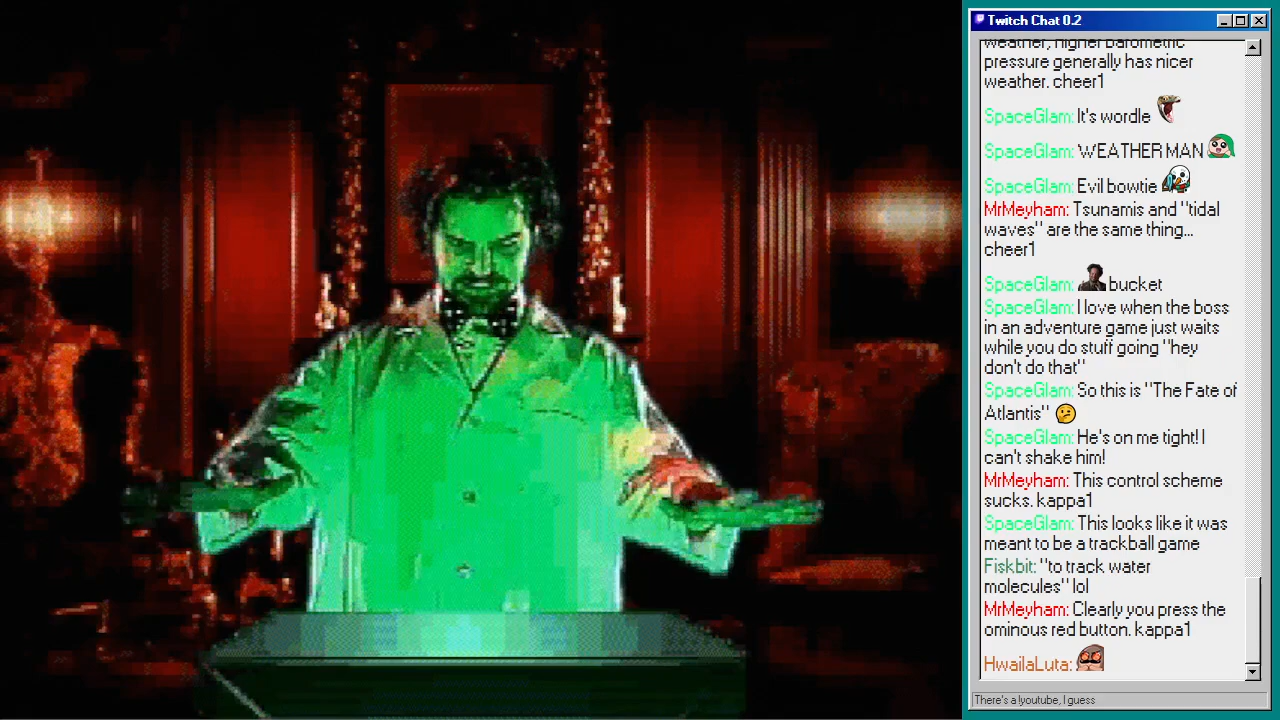 Twitch Chat 0.2
weather, higher barometric
pressure generally has nicer
weather. cheer1
SpaceGlam: It's wordle
SpaceGlam: WEATHER MAN
SpaceGlam: Evil bowtie
MrMeyham: Tsunamis and "tidal
waves" are the same thing...
cheer1
SpaceGlam: bucket
SpaceGlam: I love when the boss
in an adventure game just waits
while you do stuff going "hey
don't do that"
SpaceGlam: So this is "The Fate of
Atlantis"
SpaceGlam: He's on me tight! I
can't shake him!
MrMeyham: This control scheme
sucks. kappa1
SpaceGlam: This looks like it was
meant to be a trackball game
Fiskbit: "to track water
molecules" lol
MrMeyham: Clearly you press the
ominous red button. kappa1
HwailaLuta:
There's a !youtube, I guess